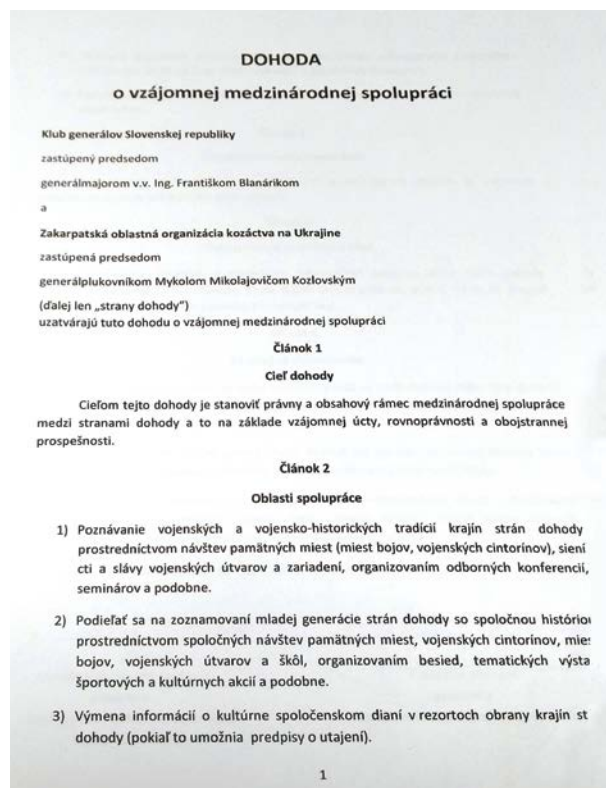 DOHODA
o vzájomnej medzinárodnej spolupráci
Klub generálov Slovenskej republiky
zastúpený predsedom
generálmajorom v.v. Ing. Františkom Blanárikom
a
Zakarpatská oblastná organizácia kozáctva na Ukrajine
zastúpená predsedom
generálplukovníkom Mykolom Mikolajovičom Kozlovským
(ďalej len „strany dohody")
uzatvárajú tuto dohodu o vzájomnej medzinárodnej spolupráci
Článok 1
Cieľ dohody
Cieľom tejto dohody je stanoviť právny a obsahový rámec medzinárodnej spolupráce
medzi stranami dohody a to na základe vzájomnej úcty, rovnoprávnosti a obojstrannej
prospešnosti.
Článok 2
Oblasti spolupráce
1) Poznávanie vojenských a vojensko-historických tradícií krajín strán dohody
prostredníctvom návštev pamätných miest (miest bojov, vojenských cintorínov), siení
cti a slávy vojenských útvarov a zariadení, organizovaním odborných konferencií,
seminárov a podobne.
2) Podieľať sa na zoznamovaní mladej generácie strán dohody so spoločnou históriou
prostredníctvom spoločných návštev pamätných miest, vojenských cintorínov, mies
bojov, vojenských útvarov a škôl, organizovaním besied, tematických výsta
športových a kultúrnych akcií a podobne.
3) Výmena informácií o kultúrne spoločenskom dianí v rezortoch obrany krajín st
dohody (pokiaľ to umožnia predpisy o utajení).
1